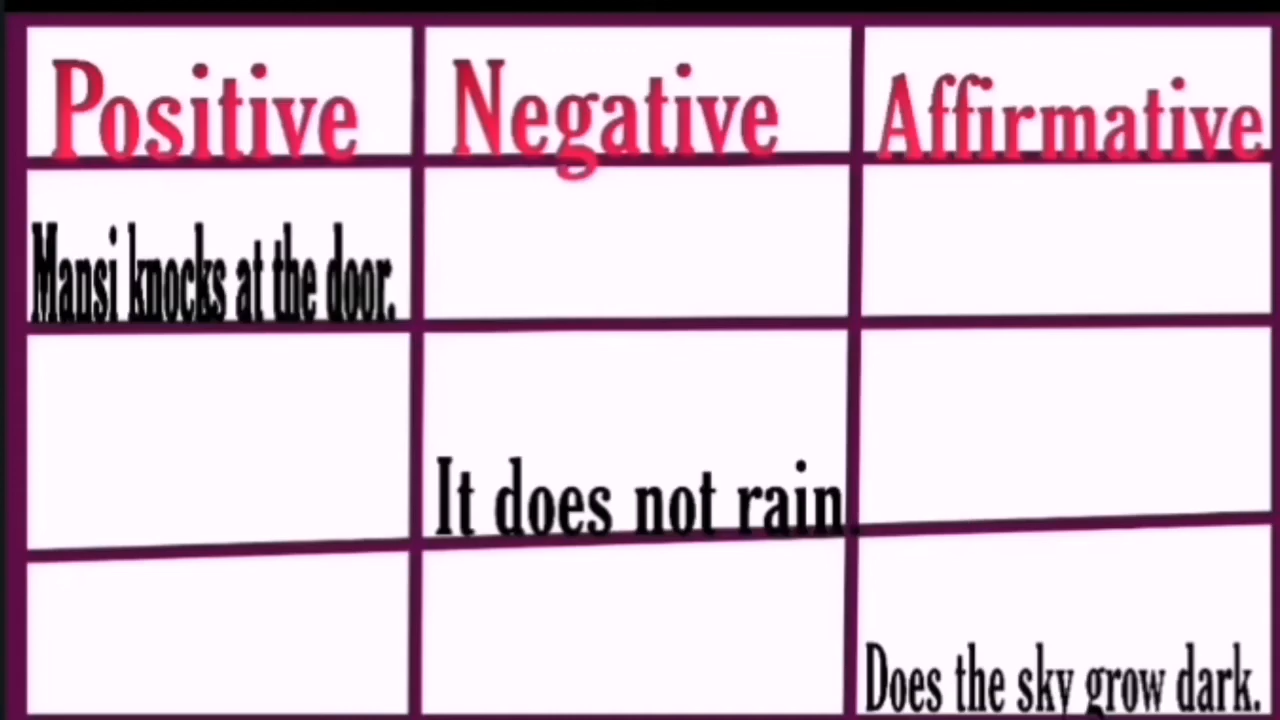 Positive Negative Affirmative
Mansi knocks at the door.
It does not rain.
Does the sky grow dark.